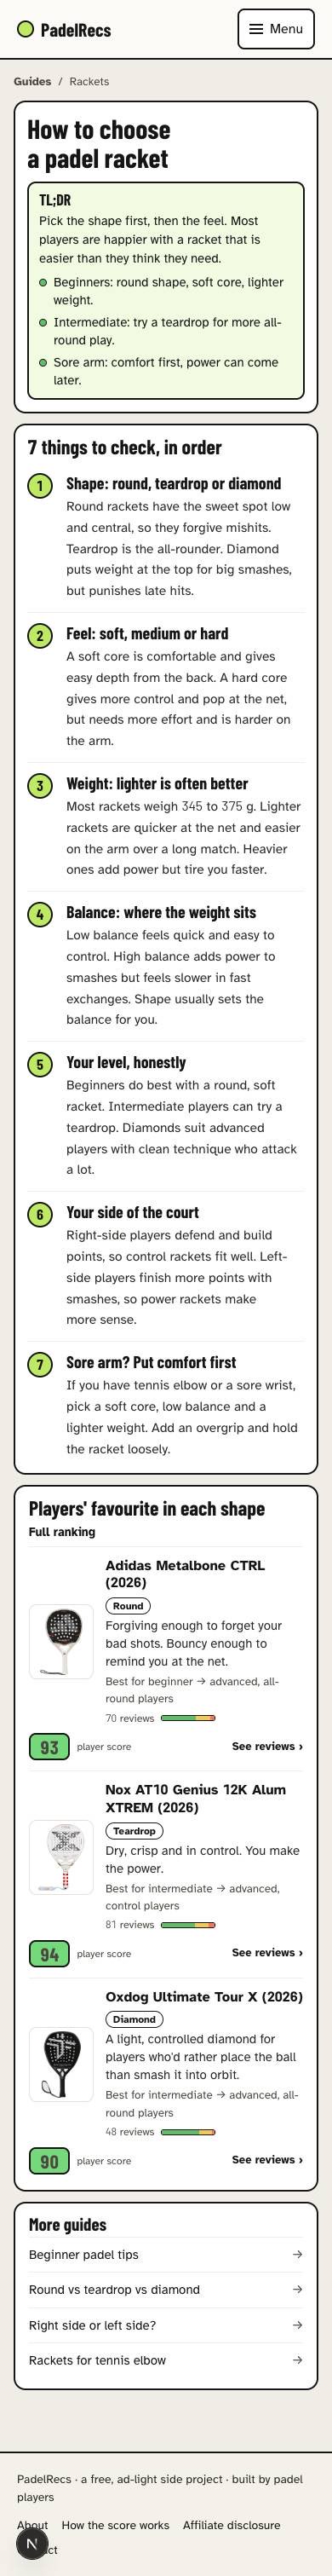 PadelRecs
Menu
Guides / Rackets
How to choose
a padel racket
TL;DR
Pick the shape first, then the feel. Most
players are happier with a racket that is
easier than they think they need.
Beginners: round shape, soft core, lighter
weight.
Intermediate: try a teardrop for more all-
round play.
Sore arm: comfort first, power can come
later.
7 things to check, in order
1 Shape: round, teardrop or diamond
Round rackets have the sweet spot low
and central, so they forgive mishits.
Teardrop is the all-rounder. Diamond
puts weight at the top for big smashes,
but punishes late hits.
2 Feel: soft, medium or hard
A soft core is comfortable and gives
easy depth from the back. A hard core
gives more control and pop at the net,
but needs more effort and is harder on
the arm.
3 Weight: lighter is often better
Most rackets weigh 345 to 375 g. Lighter
rackets are quicker at the net and easier
on the arm over a long match. Heavier
ones add power but tire you faster.
4 Balance: where the weight sits
Low balance feels quick and easy to
control. High balance adds power to
smashes but feels slower in fast
exchanges. Shape usually sets the
balance for you.
5 Your level, honestly
Beginners do best with a round, soft
racket. Intermediate players can try a
teardrop. Diamonds suit advanced
players with clean technique who attack
a lot.
6 Your side of the court
Right-side players defend and build
points, so control rackets fit well. Left-
side players finish more points with
smashes, so power rackets make
more sense.
7 Sore arm? Put comfort first
If you have tennis elbow or a sore wrist,
pick a soft core, low balance and a
lighter weight. Add an overgrip and hold
the racket loosely.
Players' favourite in each shape
Full ranking
Adidas Metalbone CTRL
(2026)
Round
Forgiving enough to forget your
bad shots. Bouncy enough to
remind you at the net.
Best for beginner → advanced, all-
round players
70 reviews
93 player score See reviews ›
Nox AT10 Genius 12K Alum
XTREM (2026)
Teardrop
Dry, crisp and in control. You make
the power.
Best for intermediate → advanced,
control players
81 reviews
94 player score See reviews ›
Oxdog Ultimate Tour X (2026)
Diamond
A light, controlled diamond for
players who'd rather place the ball
than smash it into orbit.
Best for intermediate → advanced, all-
round players
48 reviews
90 player score See reviews ›
More guides
Beginner padel tips →
Round vs teardrop vs diamond →
Right side or left side? →
Rackets for tennis elbow →
PadelRecs · a free, ad-light side project · built by padel
players
About How the score works Affiliate disclosure
N